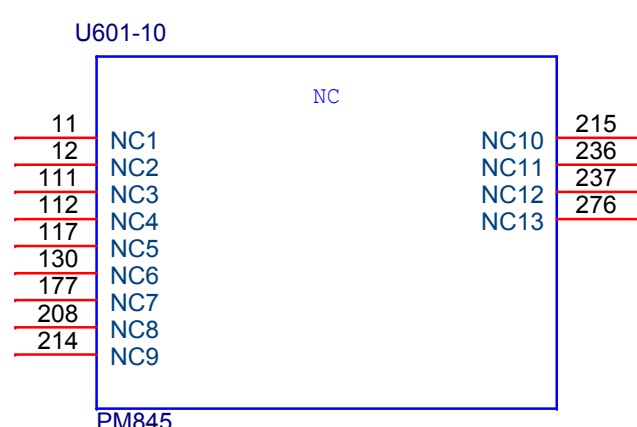 U601-10
NC
11 NC1
12 NC2
111 NC3
112 NC4
117 NC5
130 NC6
177 NC7
208 NC8
214 NC9
NC10 215
NC11 236
NC12 237
NC13 276
PM845